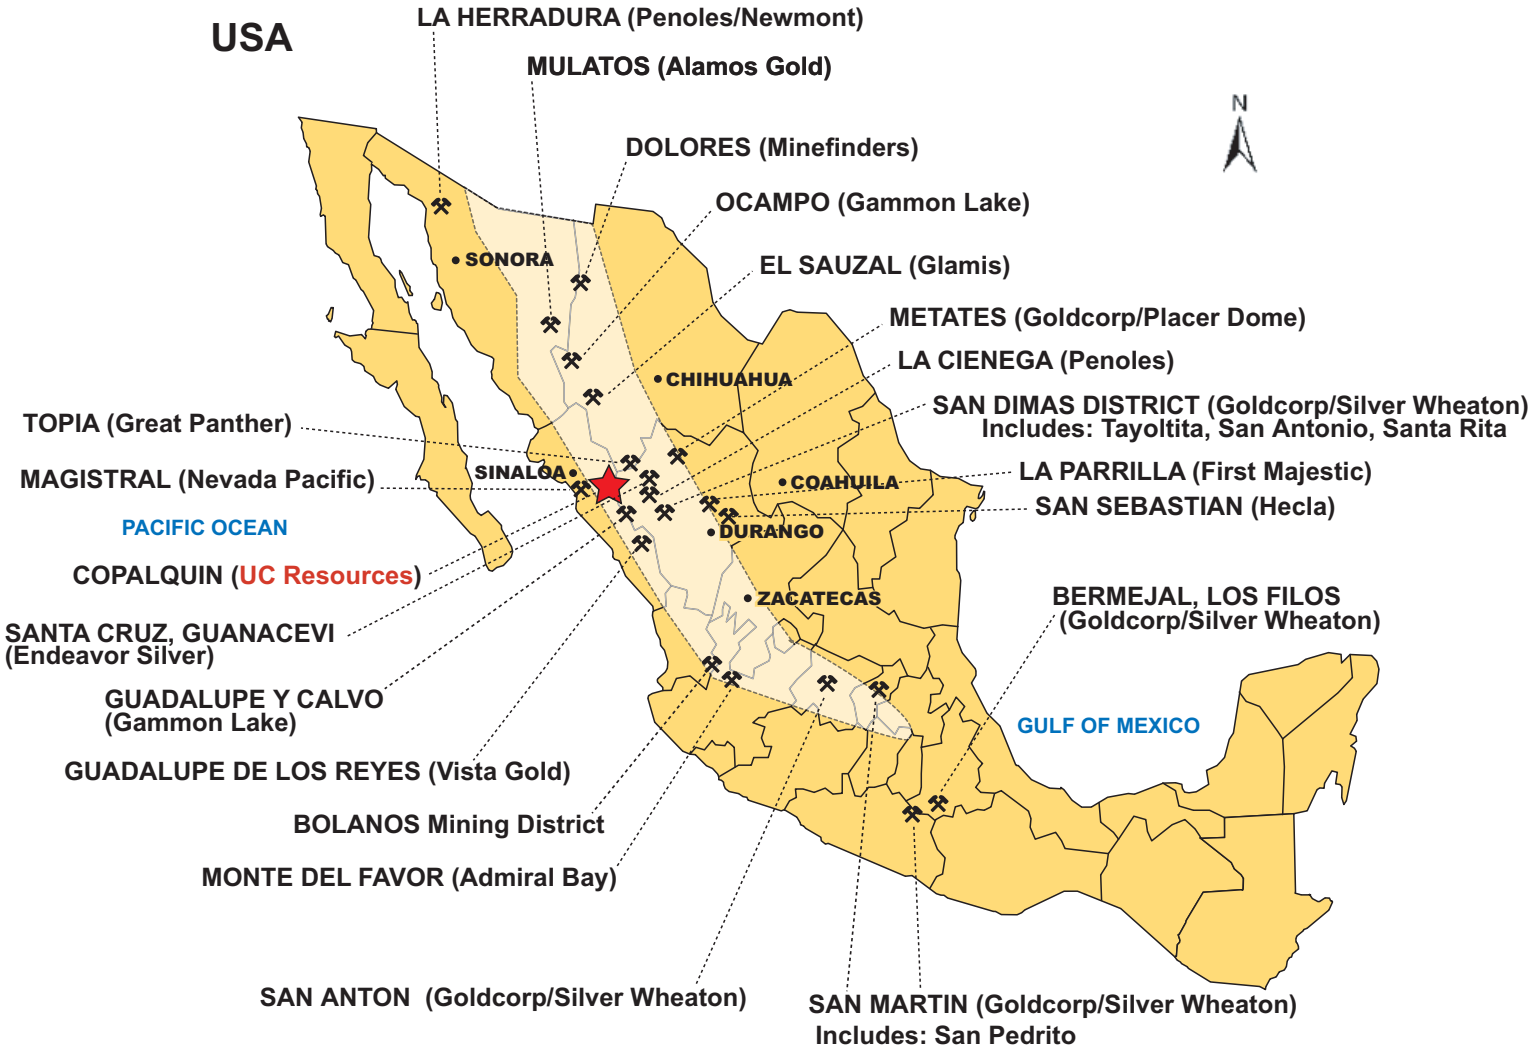 LA HERRADURA (Penoles/Newmont)
USA
MULATOS (Alamos Gold)
N
DOLORES (Minefinders)
OCAMPO (Gammon Lake)
SONORA
EL SAUZAL (Glamis)
METATES (Goldcorp/Placer Dome)
LA CIENEGA (Penoles)
CHIHUAHUA
SAN DIMAS DISTRICT (Goldcorp/Silver Wheaton)
Includes: Tayoltita, San Antonio, Santa Rita
TOPIA (Great Panther)
SINALOA
LA PARRILLA (First Majestic)
MAGISTRAL (Nevada Pacific)
COAHUILA
SAN SEBASTIAN (Hecla)
PACIFIC OCEAN
DURANGO
COPALQUIN (UC Resources)
ZACATECAS
BERMEJAL, LOS FILOS
(Goldcorp/Silver Wheaton)
SANTA CRUZ, GUANACEVI
(Endeavor Silver)
GUADALUPE Y CALVO
(Gammon Lake)
GULF OF MEXICO
GUADALUPE DE LOS REYES (Vista Gold)
BOLANOS Mining District
MONTE DEL FAVOR (Admiral Bay)
SAN ANTON (Goldcorp/Silver Wheaton)
SAN MARTIN (Goldcorp/Silver Wheaton)
Includes: San Pedrito